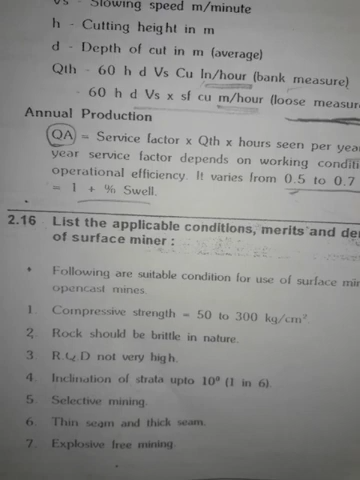 Vs - Slowing speed m/minute
h - Cutting height in m
d - Depth of cut in m (average)
Qth - 60 h d Vs Cu In/hour (bank measure)
- 60 h d Vs x sf cu m/hour (loose measur
Annual Production
QA = Service factor x Qth x hours seen per yea
year service factor depends on working conditi
operational efficiency. It varies from 0.5 to 0.7
= 1 + % Swell.
2.16 List the applicable conditions, merits and de
of surface miner :
• Following are suitable condition for use of surface mi
opencast mines.
1. Compressive strength = 50 to 300 kg/cm².
2. Rock should be brittle in nature.
3. R.Q.D not very high.
4. Inclination of strata upto 10⁰ (1 in 6).
5. Selective mining.
6. Thin seam and thick seam.
7. Explosive free mining.